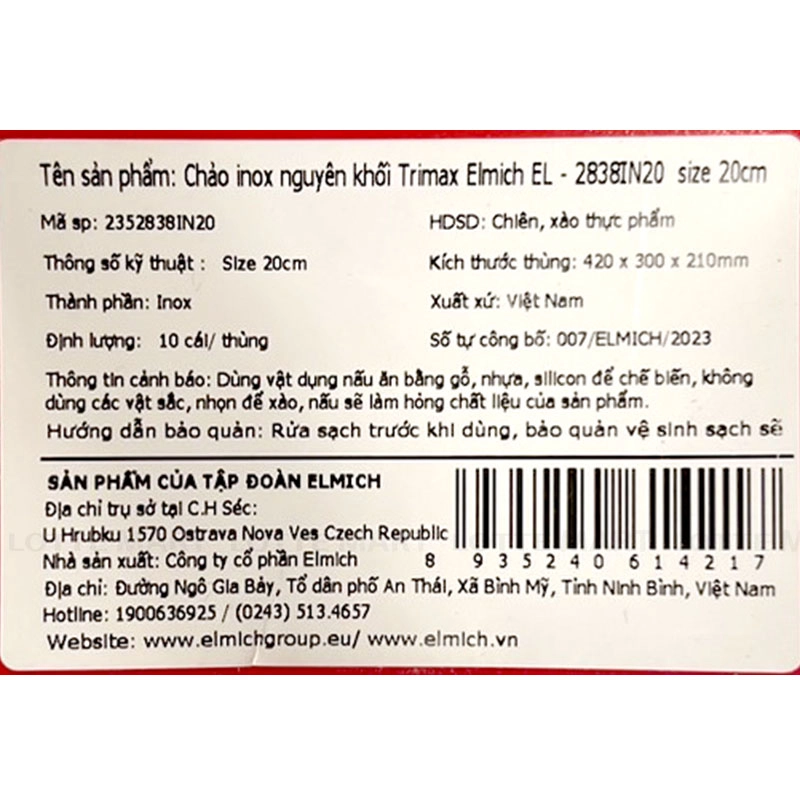 Tên sản phẩm: Chảo inox nguyên khối Trimax Elmich EL - 2838IN20 size 20cm
Mã sp: 2352838IN20
HDSD: Chiên, xào thực phẩm
Thông số kỹ thuật : Size 20cm
Kích thước thùng: 420 x 300 x 210mm
Thành phần: Inox
Xuất xứ: Việt Nam
Định lượng: 10 cái/ thùng
Số tự công bố: 007/ELMICH/2023
Thông tin cảnh báo: Dùng vật dụng nấu ăn bằng gỗ, nhựa, silicon để chế biến, không
dùng các vật sắc, nhọn để xào, nấu sẽ làm hỏng chất liệu của sản phẩm.
Hướng dẫn bảo quản: Rửa sạch trước khi dùng, bảo quản vệ sinh sạch sẽ
SẢN PHẨM CỦA TẬP ĐOÀN ELMICH
Địa chỉ trụ sở tại C.H Séc:
U Hrubku 1570 Ostrava Nova Ves Czech Republic
Nhà sản xuất: Công ty cổ phần Elmich
8 935240 614217
Địa chỉ: Đường Ngô Gia Bảy, Tổ dân phố An Thái, Xã Bình Mỹ, Tỉnh Ninh Bình, Việt Nam
Hotline: 1900636925 / (0243) 513.4657
Website: www.elmichgroup.eu/ www.elmich.vn